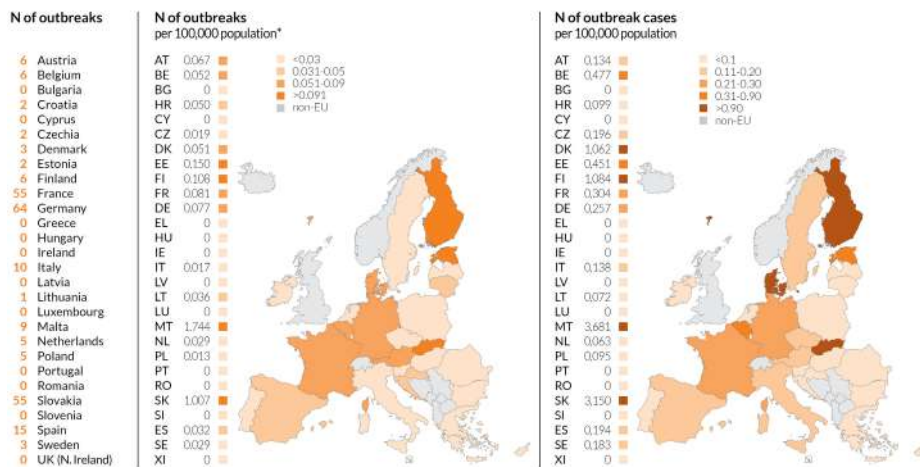 N of outbreaks
6 Austria
6 Belgium
0 Bulgaria
2 Croatia
0 Cyprus
2 Czechia
3 Denmark
2 Estonia
6 Finland
55 France
64 Germany
0 Greece
0 Hungary
0 Ireland
10 Italy
0 Latvia
1 Lithuania
0 Luxembourg
9 Malta
5 Netherlands
5 Poland
0 Portugal
0 Romania
55 Slovakia
0 Slovenia
15 Spain
3 Sweden
0 UK (N. Ireland)
N of outbreaks
per 100,000 population*
AT 0.067
BE 0.052
BG 0
HR 0.050
CY 0
CZ 0.019
DK 0.051
EE 0.150
FI 0.108
FR 0.081
DE 0.077
EL 0
HU 0
IE 0
IT 0.017
LV 0
LT 0.036
LU 0
MT 1.744
NL 0.029
PL 0.013
PT 0
RO 0
SK 1.007
SI 0
ES 0.032
SE 0.029
XI 0
<0.03
0.031-0.05
0.051-0.09
>0.091
non-EU
N of outbreak cases
per 100,000 population
AT 0.134
BE 0.477
BG 0
HR 0.099
CY 0
CZ 0.196
DK 1.062
EE 0.451
FI 1.084
FR 0.304
DE 0.257
EL 0
HU 0
IE 0
IT 0.138
LV 0
LT 0.072
LU 0
MT 3.681
NL 0.063
PL 0.095
PT 0
RO 0
SK 3.150
SI 0
ES 0.194
SE 0.183
XI 0
<0.1
0.11-0.20
0.21-0.30
0.31-0.90
>0.90
non-EU